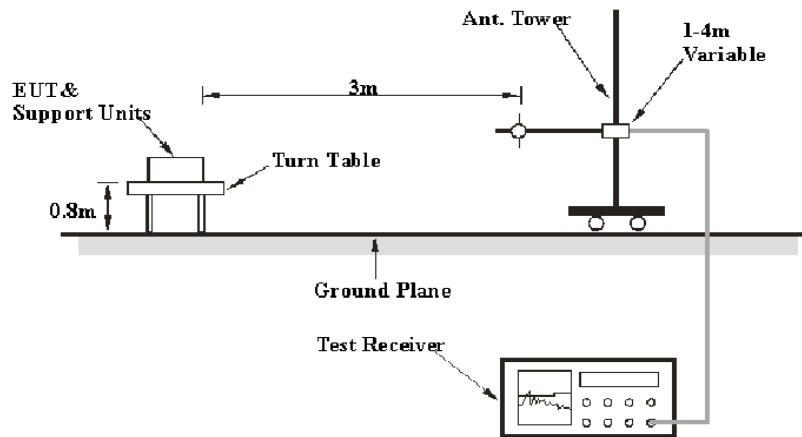 Ant. Tower
1-4m
Variable
EUT&
Support Units
3m
Turn Table
0.8m
Ground Plane
Test Receiver